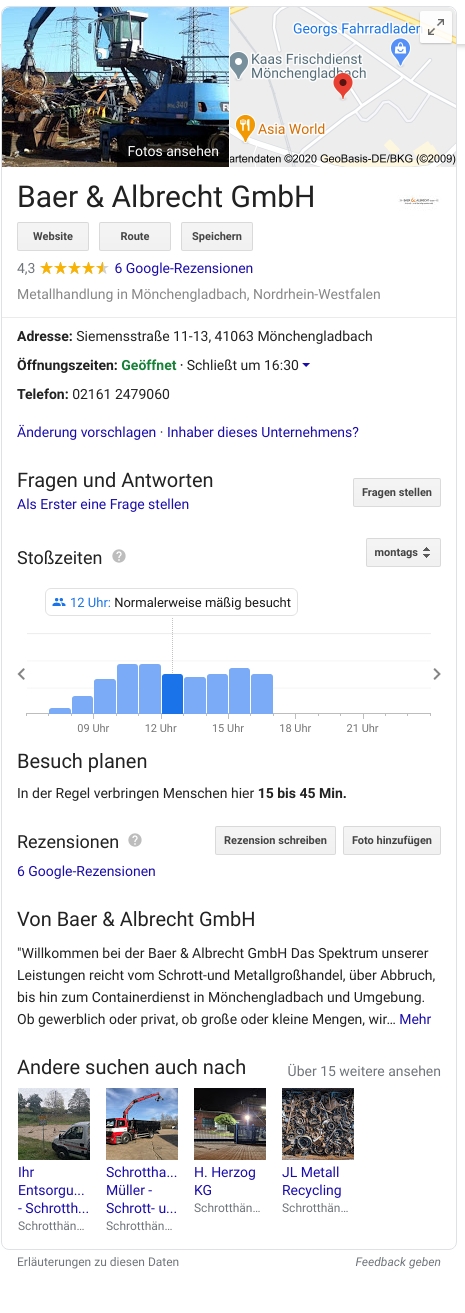 Georgs Fahrradladen
Kaas Frischdienst
Mönchengladbach
Asia World
Fotos ansehen
artendaten ©2020 GeoBasis-DE/BKG (©2009)
Baer & Albrecht GmbH
Website
Route
Speichern
4,3
6 Google-Rezensionen
Metallhandlung in Mönchengladbach, Nordrhein-Westfalen
Adresse: Siemensstraße 11-13, 41063 Mönchengladbach
Öffnungszeiten: Geöffnet · Schließt um 16:30
Telefon: 02161 2479060
Änderung vorschlagen · Inhaber dieses Unternehmens?
Fragen und Antworten
Als Erster eine Frage stellen
Fragen stellen
Stoßzeiten ?
montags
12 Uhr: Normalerweise mäßig besucht
09 Uhr 12 Uhr 15 Uhr 18 Uhr 21 Uhr
Besuch planen
In der Regel verbringen Menschen hier 15 bis 45 Min.
Rezensionen ?
Rezension schreiben
Foto hinzufügen
6 Google-Rezensionen
Von Baer & Albrecht GmbH
"Willkommen bei der Baer & Albrecht GmbH Das Spektrum unserer
Leistungen reicht vom Schrott-und Metallgroßhandel, über Abbruch,
bis hin zum Containerdienst in Mönchengladbach und Umgebung.
Ob gewerblich oder privat, ob große oder kleine Mengen, wir… Mehr
Andere suchen auch nach
Über 15 weitere ansehen
Ihr
Entsorgu...
- Schrotth...
Schrotthän...
Schrottha...
Müller -
Schrott- u...
Schrotthän...
H. Herzog
KG
Schrotthän...
JL Metall
Recycling
Schrotthän...
Erläuterungen zu diesen Daten
Feedback geben